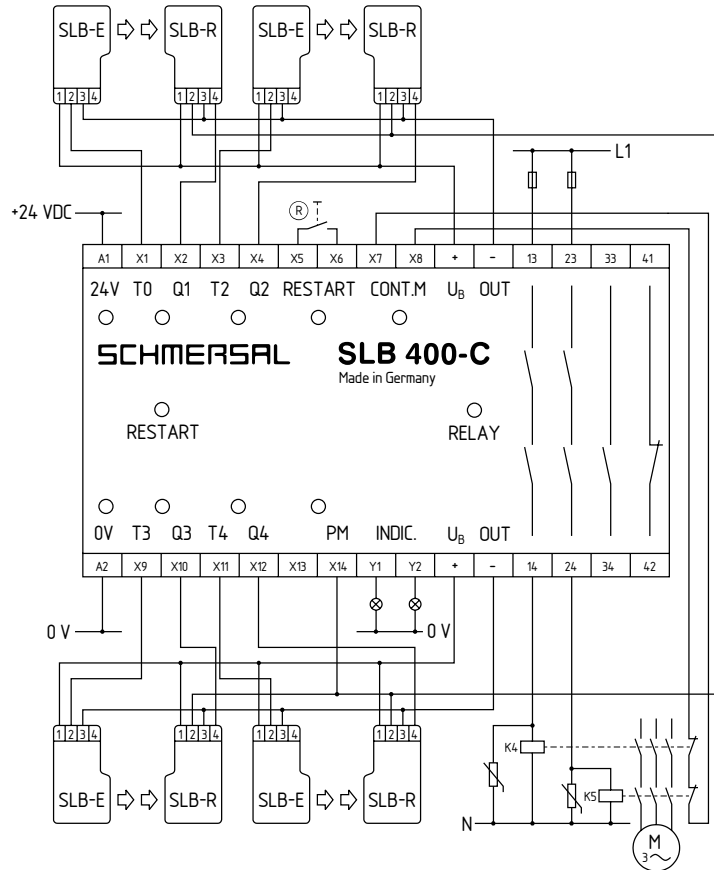 SLB-E SLB-R SLB-E SLB-R
1 2 3 4 1 2 3 4 1 2 3 4 1 2 3 4
L1
+24 VDC
R
A1 X1 X2 X3 X4 X5 X6 X7 X8 + - 13 23 33 41
24V T0 Q1 T2 Q2 RESTART CONT.M UB OUT
SCHMERSAL SLB 400-C
Made in Germany
RESTART RELAY
0V T3 Q3 T4 Q4 PM INDIC. UB OUT
A2 X9 X10 X11 X12 X13 X14 Y1 Y2 + - 14 24 34 42
0 V 0 V
1 2 3 4 1 2 3 4 1 2 3 4 1 2 3 4
SLB-E SLB-R SLB-E SLB-R
K4
K5
N
M
3